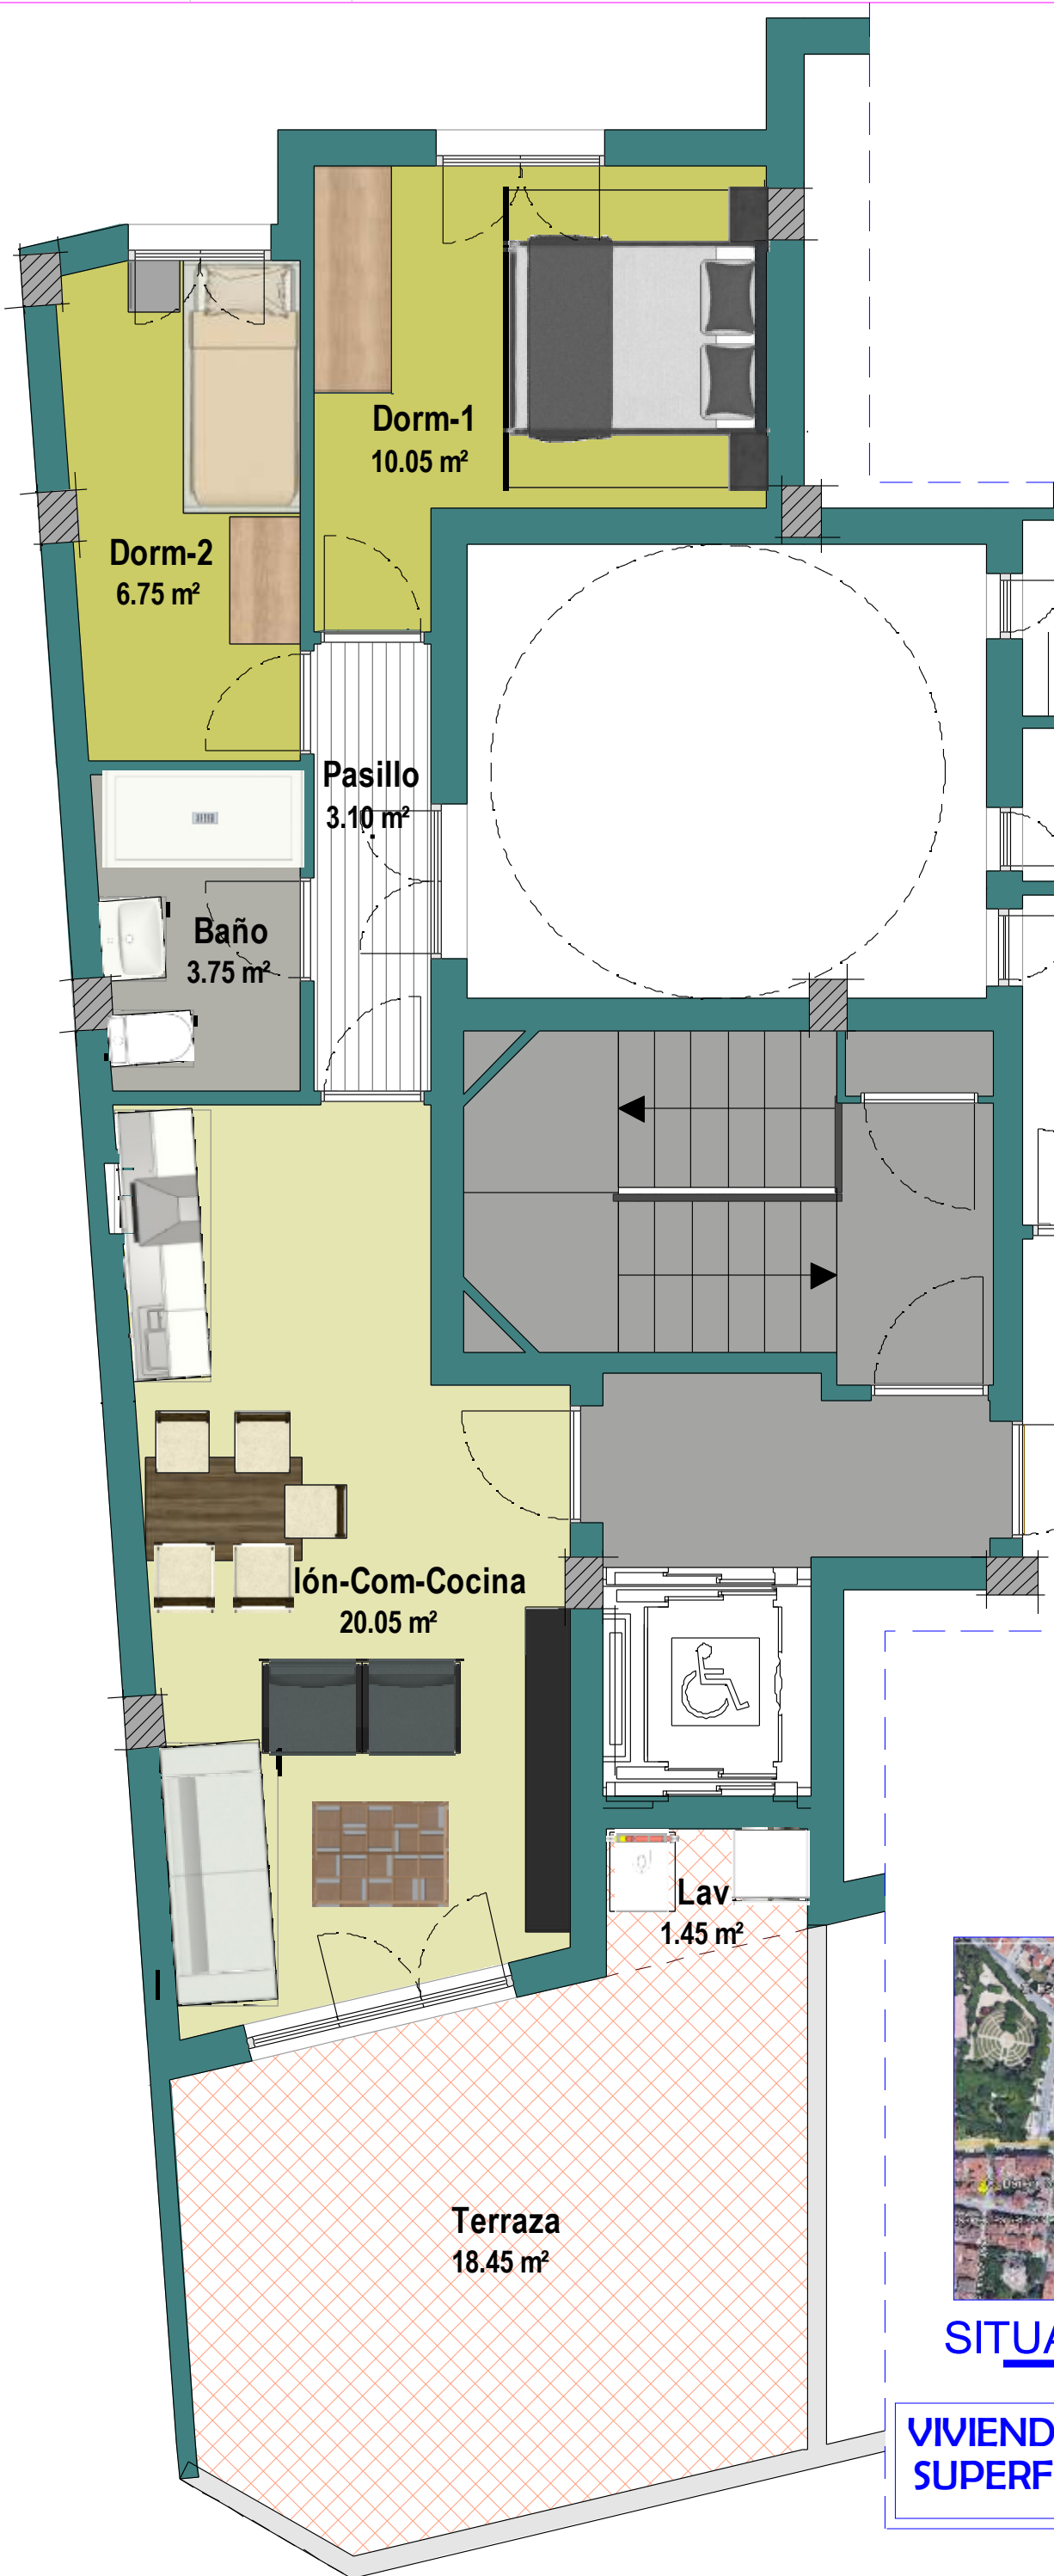 Dorm-1
10.05 m²
Dorm-2
6.75 m²
Pasillo
3.10 m²
Baño
3.75 m²
lón-Com-Cocina
20.05 m²
Lav
1.45 m²
Terraza
18.45 m²
SITUA
VIVIEND
SUPERF